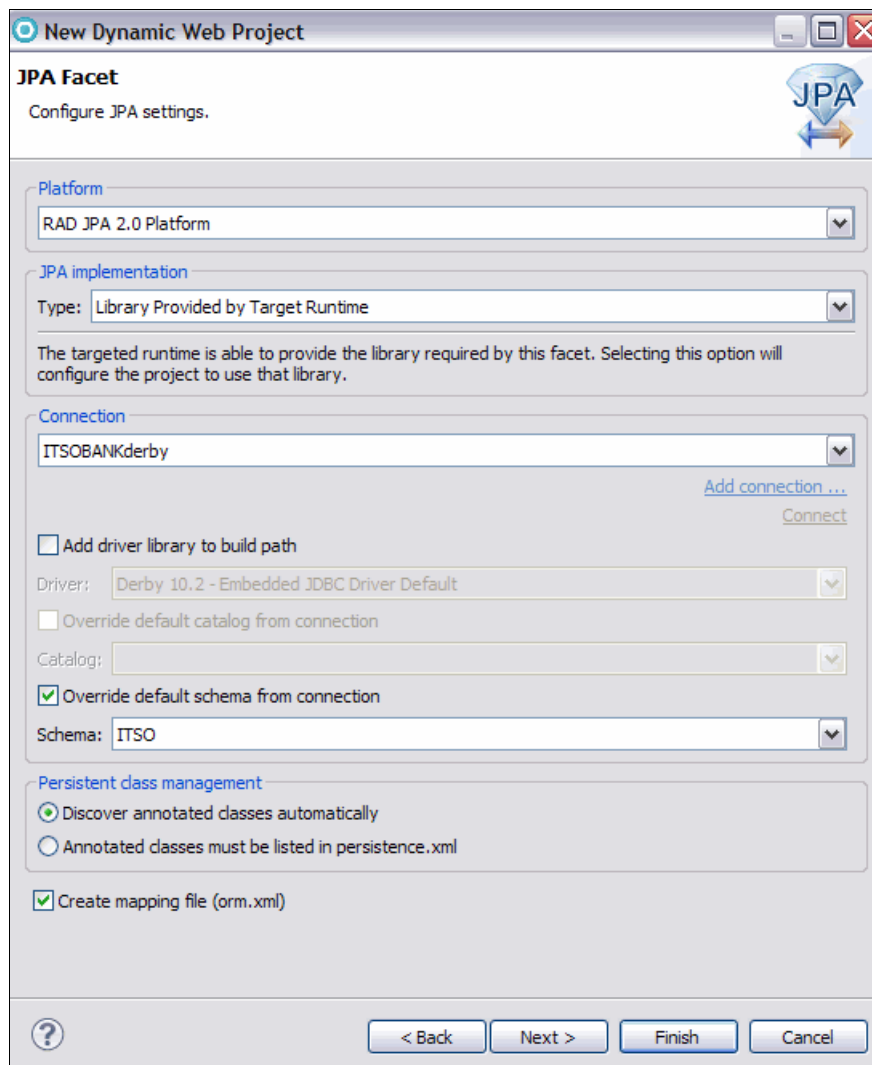 New Dynamic Web Project
JPA Facet
Configure JPA settings.
JPA
Platform
RAD JPA 2.0 Platform
JPA implementation
Type: Library Provided by Target Runtime
The targeted runtime is able to provide the library required by this facet. Selecting this option will
configure the project to use that library.
Connection
ITSOBANKderby
Add connection ...
Connect
Add driver library to build path
Driver: Derby 10.2 - Embedded JDBC Driver Default
Override default catalog from connection
Catalog:
Override default schema from connection
Schema: ITSO
Persistent class management
Discover annotated classes automatically
Annotated classes must be listed in persistence.xml
Create mapping file (orm.xml)
? < Back Next > Finish Cancel